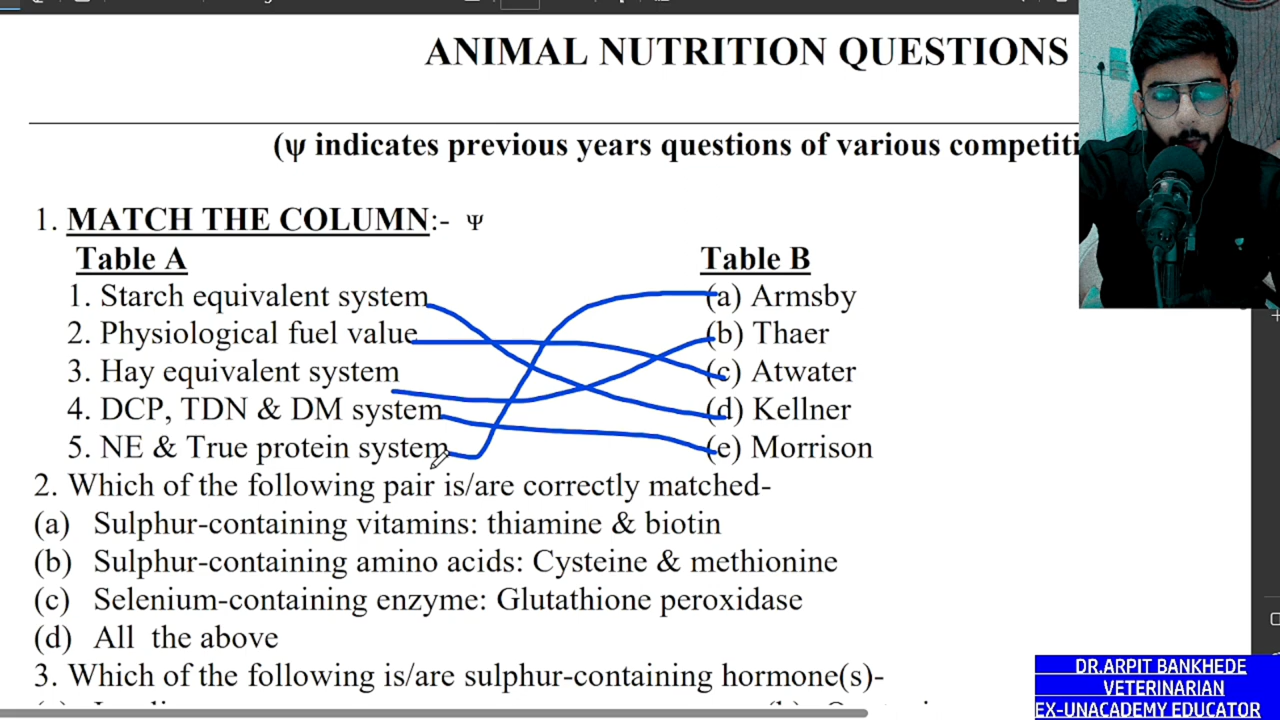 ANIMAL NUTRITION QUESTIONS
(ψ indicates previous years questions of various competiti
1. MATCH THE COLUMN:- Ψ
Table A Table B
1. Starch equivalent system (a) Armsby
2. Physiological fuel value (b) Thaer
3. Hay equivalent system (c) Atwater
4. DCP, TDN & DM system (d) Kellner
5. NE & True protein system (e) Morrison
2. Which of the following pair is/are correctly matched-
(a) Sulphur-containing vitamins: thiamine & biotin
(b) Sulphur-containing amino acids: Cysteine & methionine
(c) Selenium-containing enzyme: Glutathione peroxidase
(d) All the above
3. Which of the following is/are sulphur-containing hormone(s)-
DR.ARPIT BANKHEDE
VETERINARIAN
EX-UNACADEMY EDUCATOR